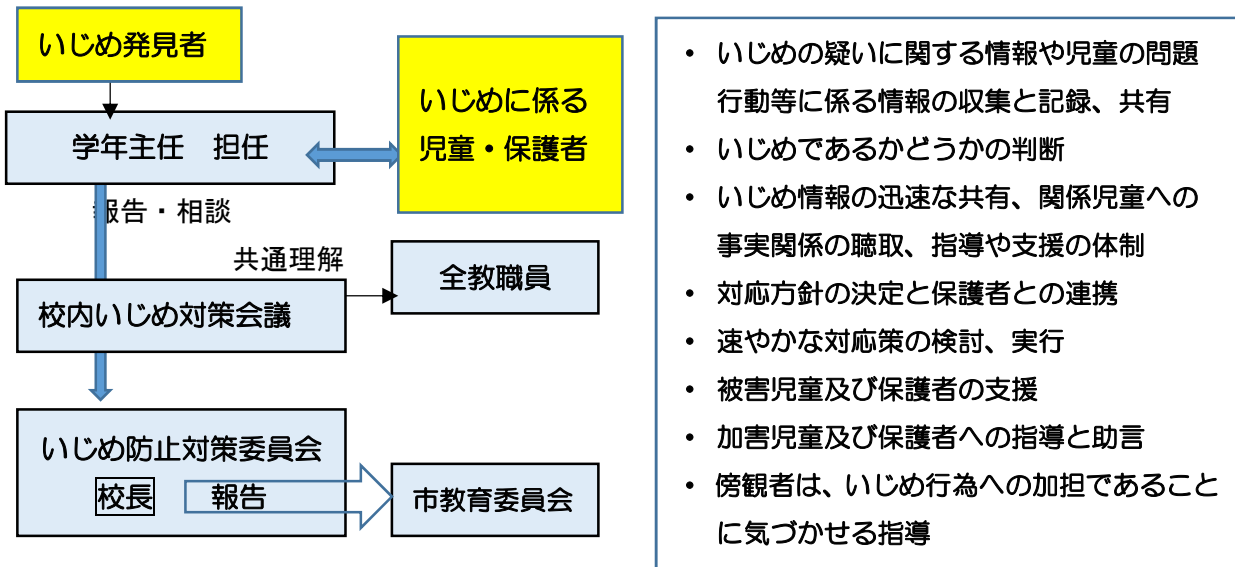 いじめ発見者
いじめに係る
児童・保護者
学年主任　担任
報告・相談
共通理解
全教職員
校内いじめ対策会議
いじめ防止対策委員会
校長　報告
市教育委員会
・ いじめの疑いに関する情報や児童の問題
行動等に係る情報の収集と記録、共有
・ いじめであるかどうかの判断
・ いじめ情報の迅速な共有、関係児童への
事実関係の聴取、指導や支援の体制
・ 対応方針の決定と保護者との連携
・ 速やかな対応策の検討、実行
・ 被害児童及び保護者の支援
・ 加害児童及び保護者への指導と助言
・ 傍観者は、いじめ行為への加担であること
に気づかせる指導